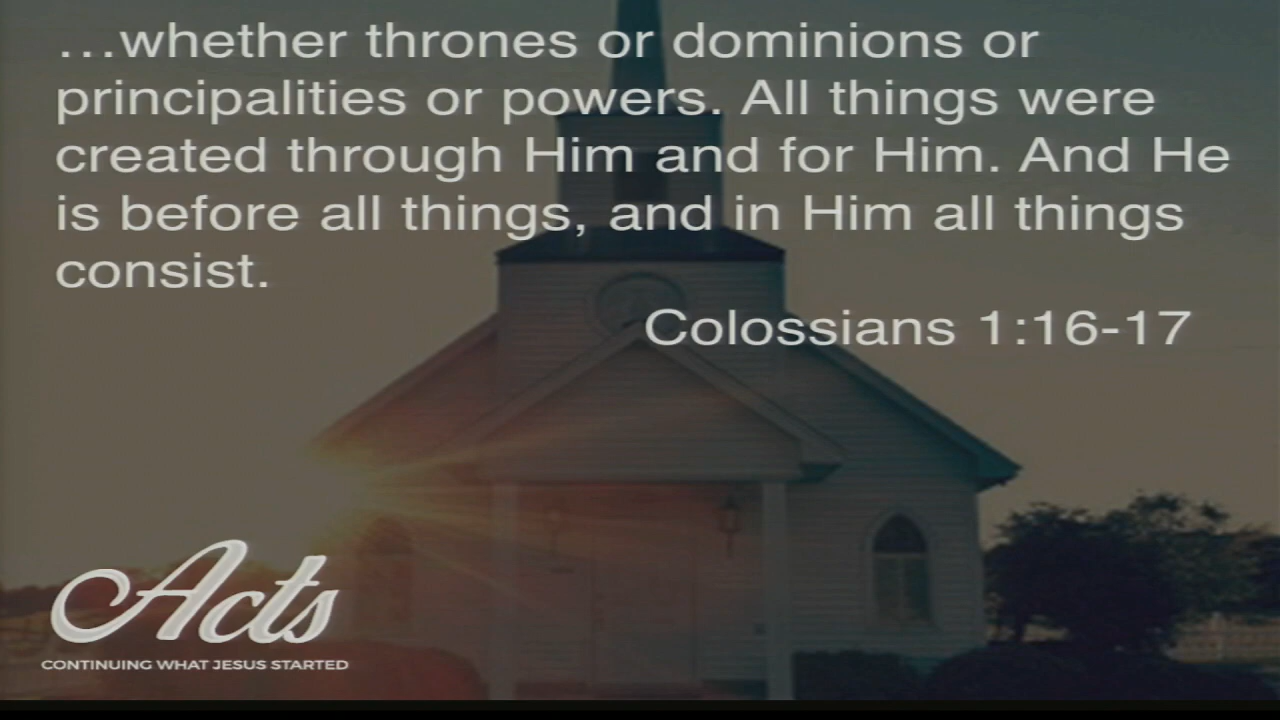 …whether thrones or dominions or
principalities or powers. All things were
created through Him and for Him. And He
is before all things, and in Him all things
consist.
Colossians 1:16-17
Acts
CONTINUING WHAT JESUS STARTED